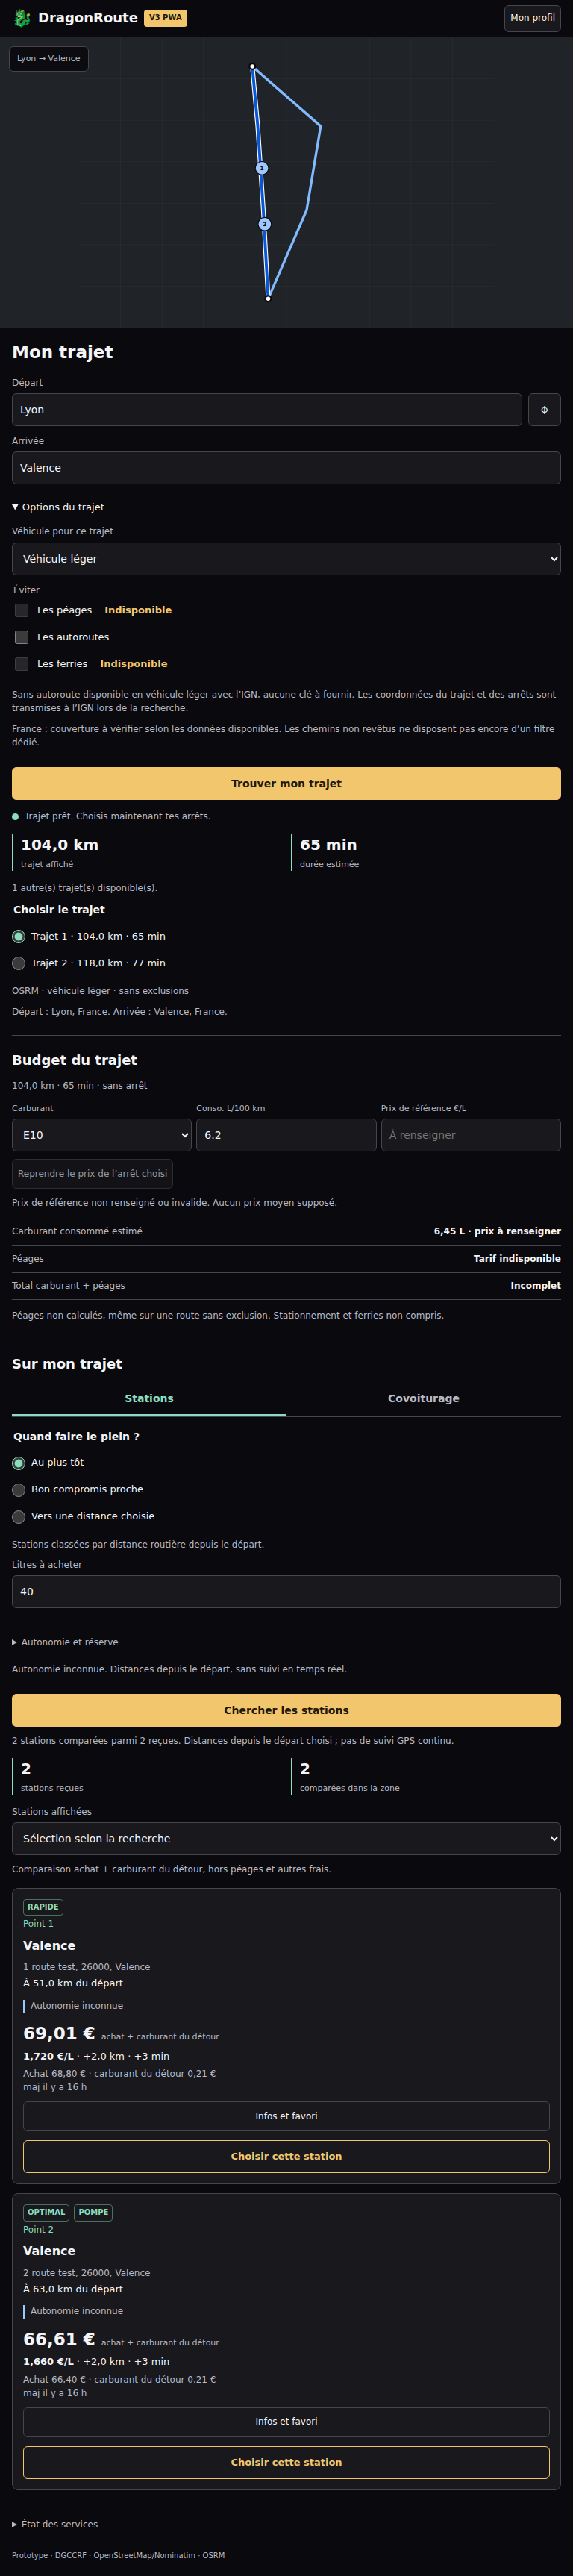 DragonRoute V3 PWA Mon profil
Lyon → Valence
1
2
Mon trajet
Départ
Lyon
Arrivée
Valence
▼ Options du trajet
Véhicule pour ce trajet
Véhicule léger
Éviter
Les péages Indisponible
Les autoroutes
Les ferries Indisponible
Sans autoroute disponible en véhicule léger avec l’IGN, aucune clé à fournir. Les coordonnées du trajet et des arrêts sont
transmises à l’IGN lors de la recherche.
France : couverture à vérifier selon les données disponibles. Les chemins non revêtus ne disposent pas encore d’un filtre
dédié.
Trouver mon trajet
Trajet prêt. Choisis maintenant tes arrêts.
104,0 km 65 min
trajet affiché durée estimée
1 autre(s) trajet(s) disponible(s).
Choisir le trajet
Trajet 1 · 104,0 km · 65 min
Trajet 2 · 118,0 km · 77 min
OSRM · véhicule léger · sans exclusions
Départ : Lyon, France. Arrivée : Valence, France.
Budget du trajet
104,0 km · 65 min · sans arrêt
Carburant Conso. L/100 km Prix de référence €/L
E10 6.2 À renseigner
Reprendre le prix de l’arrêt choisi
Prix de référence non renseigné ou invalide. Aucun prix moyen supposé.
Carburant consommé estimé 6,45 L · prix à renseigner
Péages Tarif indisponible
Total carburant + péages Incomplet
Péages non calculés, même sur une route sans exclusion. Stationnement et ferries non compris.
Sur mon trajet
Stations Covoiturage
Quand faire le plein ?
Au plus tôt
Bon compromis proche
Vers une distance choisie
Stations classées par distance routière depuis le départ.
Litres à acheter
40
▶ Autonomie et réserve
Autonomie inconnue. Distances depuis le départ, sans suivi en temps réel.
Chercher les stations
2 stations comparées parmi 2 reçues. Distances depuis le départ choisi ; pas de suivi GPS continu.
2 2
stations reçues comparées dans la zone
Stations affichées
Sélection selon la recherche
Comparaison achat + carburant du détour, hors péages et autres frais.
RAPIDE
Point 1
Valence
1 route test, 26000, Valence
À 51,0 km du départ
Autonomie inconnue
69,01 € achat + carburant du détour
1,720 €/L · +2,0 km · +3 min
Achat 68,80 € · carburant du détour 0,21 €
maj il y a 16 h
Infos et favori
Choisir cette station
OPTIMAL POMPE
Point 2
Valence
2 route test, 26000, Valence
À 63,0 km du départ
Autonomie inconnue
66,61 € achat + carburant du détour
1,660 €/L · +2,0 km · +3 min
Achat 66,40 € · carburant du détour 0,21 €
maj il y a 16 h
Infos et favori
Choisir cette station
▶ État des services
Prototype · DGCCRF · OpenStreetMap/Nominatim · OSRM